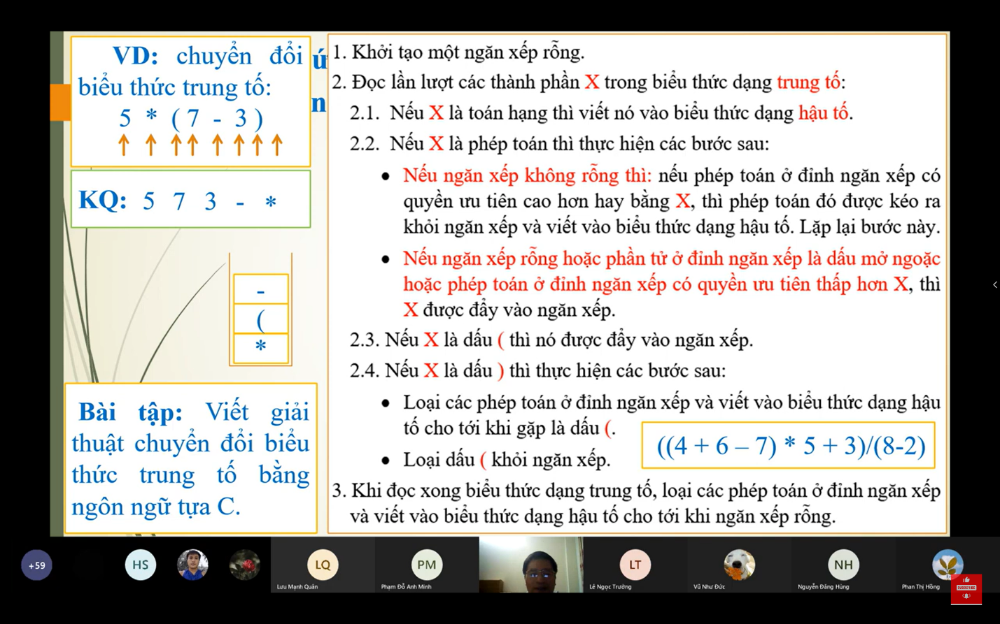 VD: chuyển đổi
biểu thức trung tố:
5 * ( 7 - 3 )
KQ: 5 7 3 - *
-
(
*
Bài tập: Viết giải
thuật chuyển đổi biểu
thức trung tố bằng
ngôn ngữ tựa C.
ứ
n
1. Khởi tạo một ngăn xếp rỗng.
2. Đọc lần lượt các thành phần X trong biểu thức dạng trung tố:
2.1. Nếu X là toán hạng thì viết nó vào biểu thức dạng hậu tố.
2.2. Nếu X là phép toán thì thực hiện các bước sau:
• Nếu ngăn xếp không rỗng thì: nếu phép toán ở đỉnh ngăn xếp có
quyền ưu tiên cao hơn hay bằng X, thì phép toán đó được kéo ra
khỏi ngăn xếp và viết vào biểu thức dạng hậu tố. Lặp lại bước này.
• Nếu ngăn xếp rỗng hoặc phần tử ở đỉnh ngăn xếp là dấu mở ngoặc
hoặc phép toán ở đỉnh ngăn xếp có quyền ưu tiên thấp hơn X, thì
X được đẩy vào ngăn xếp.
2.3. Nếu X là dấu ( thì nó được đẩy vào ngăn xếp.
2.4. Nếu X là dấu ) thì thực hiện các bước sau:
• Loại các phép toán ở đỉnh ngăn xếp và viết vào biểu thức dạng hậu
tố cho tới khi gặp là dấu (.
• Loại dấu ( khỏi ngăn xếp.
((4 + 6 – 7) * 5 + 3)/(8-2)
3. Khi đọc xong biểu thức dạng trung tố, loại các phép toán ở đỉnh ngăn xếp
và viết vào biểu thức dạng hậu tố cho tới khi ngăn xếp rỗng.
+59
HS
LQ
PM
LT
NH
Lưu Mạnh Quân
Phạm Đỗ Anh Minh
Lê Ngọc Trường
Vũ Như Đức
Nguyễn Đăng Hùng
Phan Thị Hồng
SUBSCRIBE